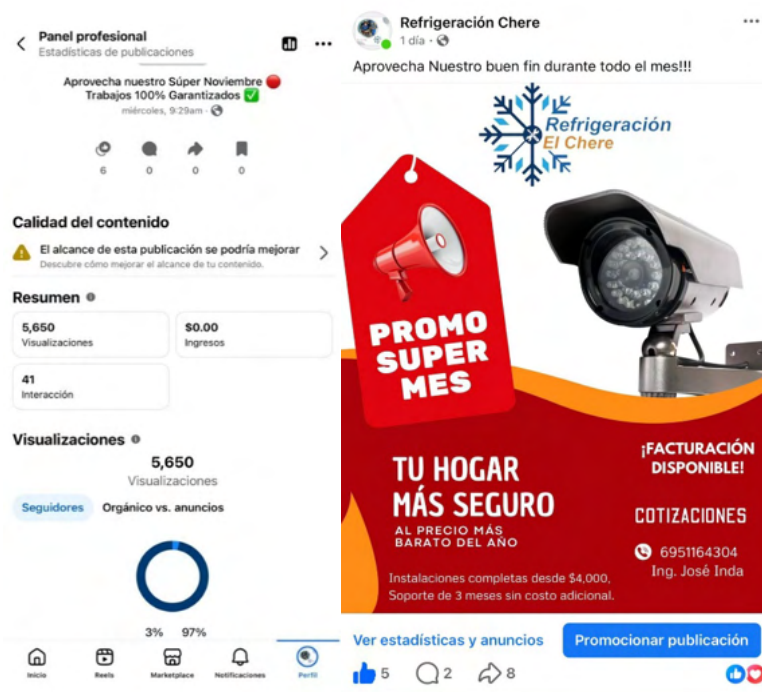 Panel profesional
Estadísticas de publicaciones
Aprovecha nuestro Súper Noviembre
Trabajos 100% Garantizados
miércoles, 9:29am ·
6 0 0 0
Calidad del contenido
El alcance de esta publicación se podría mejorar
Descubre cómo mejorar el alcance de tu contenido.
Resumen
5,650
Visualizaciones
$0.00
Ingresos
41
Interacción
Visualizaciones
5,650
Visualizaciones
Seguidores
Orgánico vs. anuncios
3% 97%
Inicio
Reels
Marketplace
Notificaciones
Perfil
Refrigeración Chere
1 día ·
Aprovecha Nuestro buen fin durante todo el mes!!!
Refrigeración
El Chere
PROMO
SUPER
MES
TU HOGAR
MÁS SEGURO
AL PRECIO MÁS
BARATO DEL AÑO
Instalaciones completas desde $4,000,
Soporte de 3 meses sin costo adicional.
¡FACTURACIÓN
DISPONIBLE!
COTIZACIONES
6951164304
Ing. José Inda
Ver estadísticas y anuncios
Promocionar publicación
5 2 8